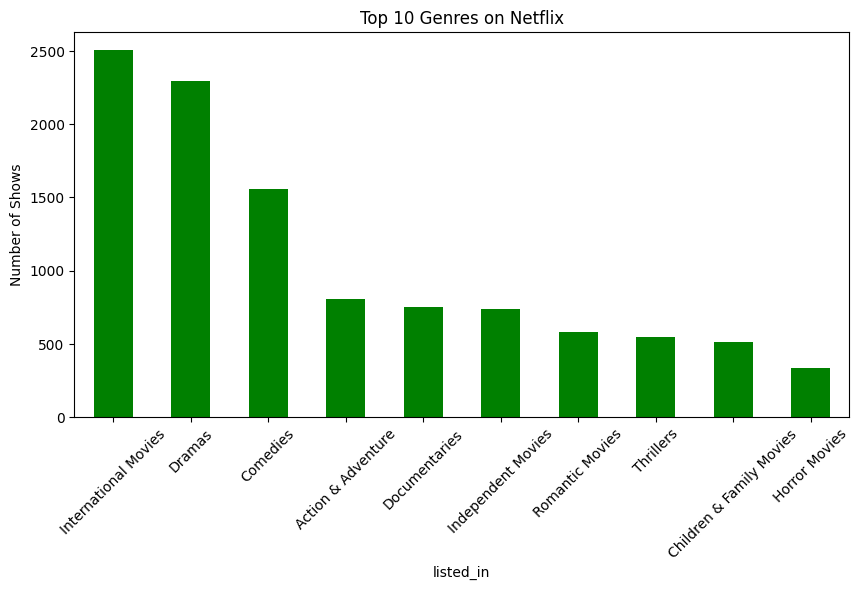 Top 10 Genres on Netflix
Number of Shows
2500
2000
1500
1000
500
0
International Movies
Dramas
Comedies
Action & Adventure
Documentaries
Independent Movies
Romantic Movies
Thrillers
Children & Family Movies
Horror Movies
listed_in